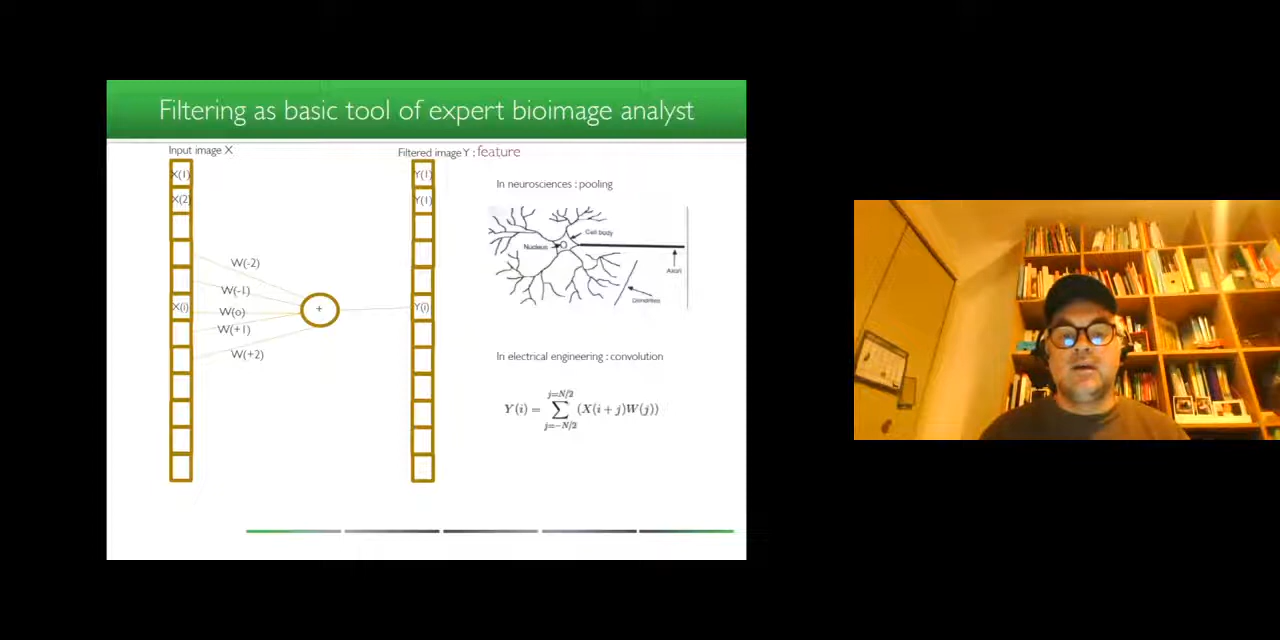 Filtering as basic tool of expert bioimage analyst
Input image X
Filtered image Y : feature
X(1)
X(2)
X(i)
W(-2)
W(-1)
W(o)
W(+1)
W(+2)
+
Y(1)
Y(1)
Y(i)
In neurosciences : pooling
Cell body
Nucleus
Axon
Dendrites
In electrical engineering : convolution
j=N/2
Y(i) = ∑ (X(i + j)W(j))
j=-N/2